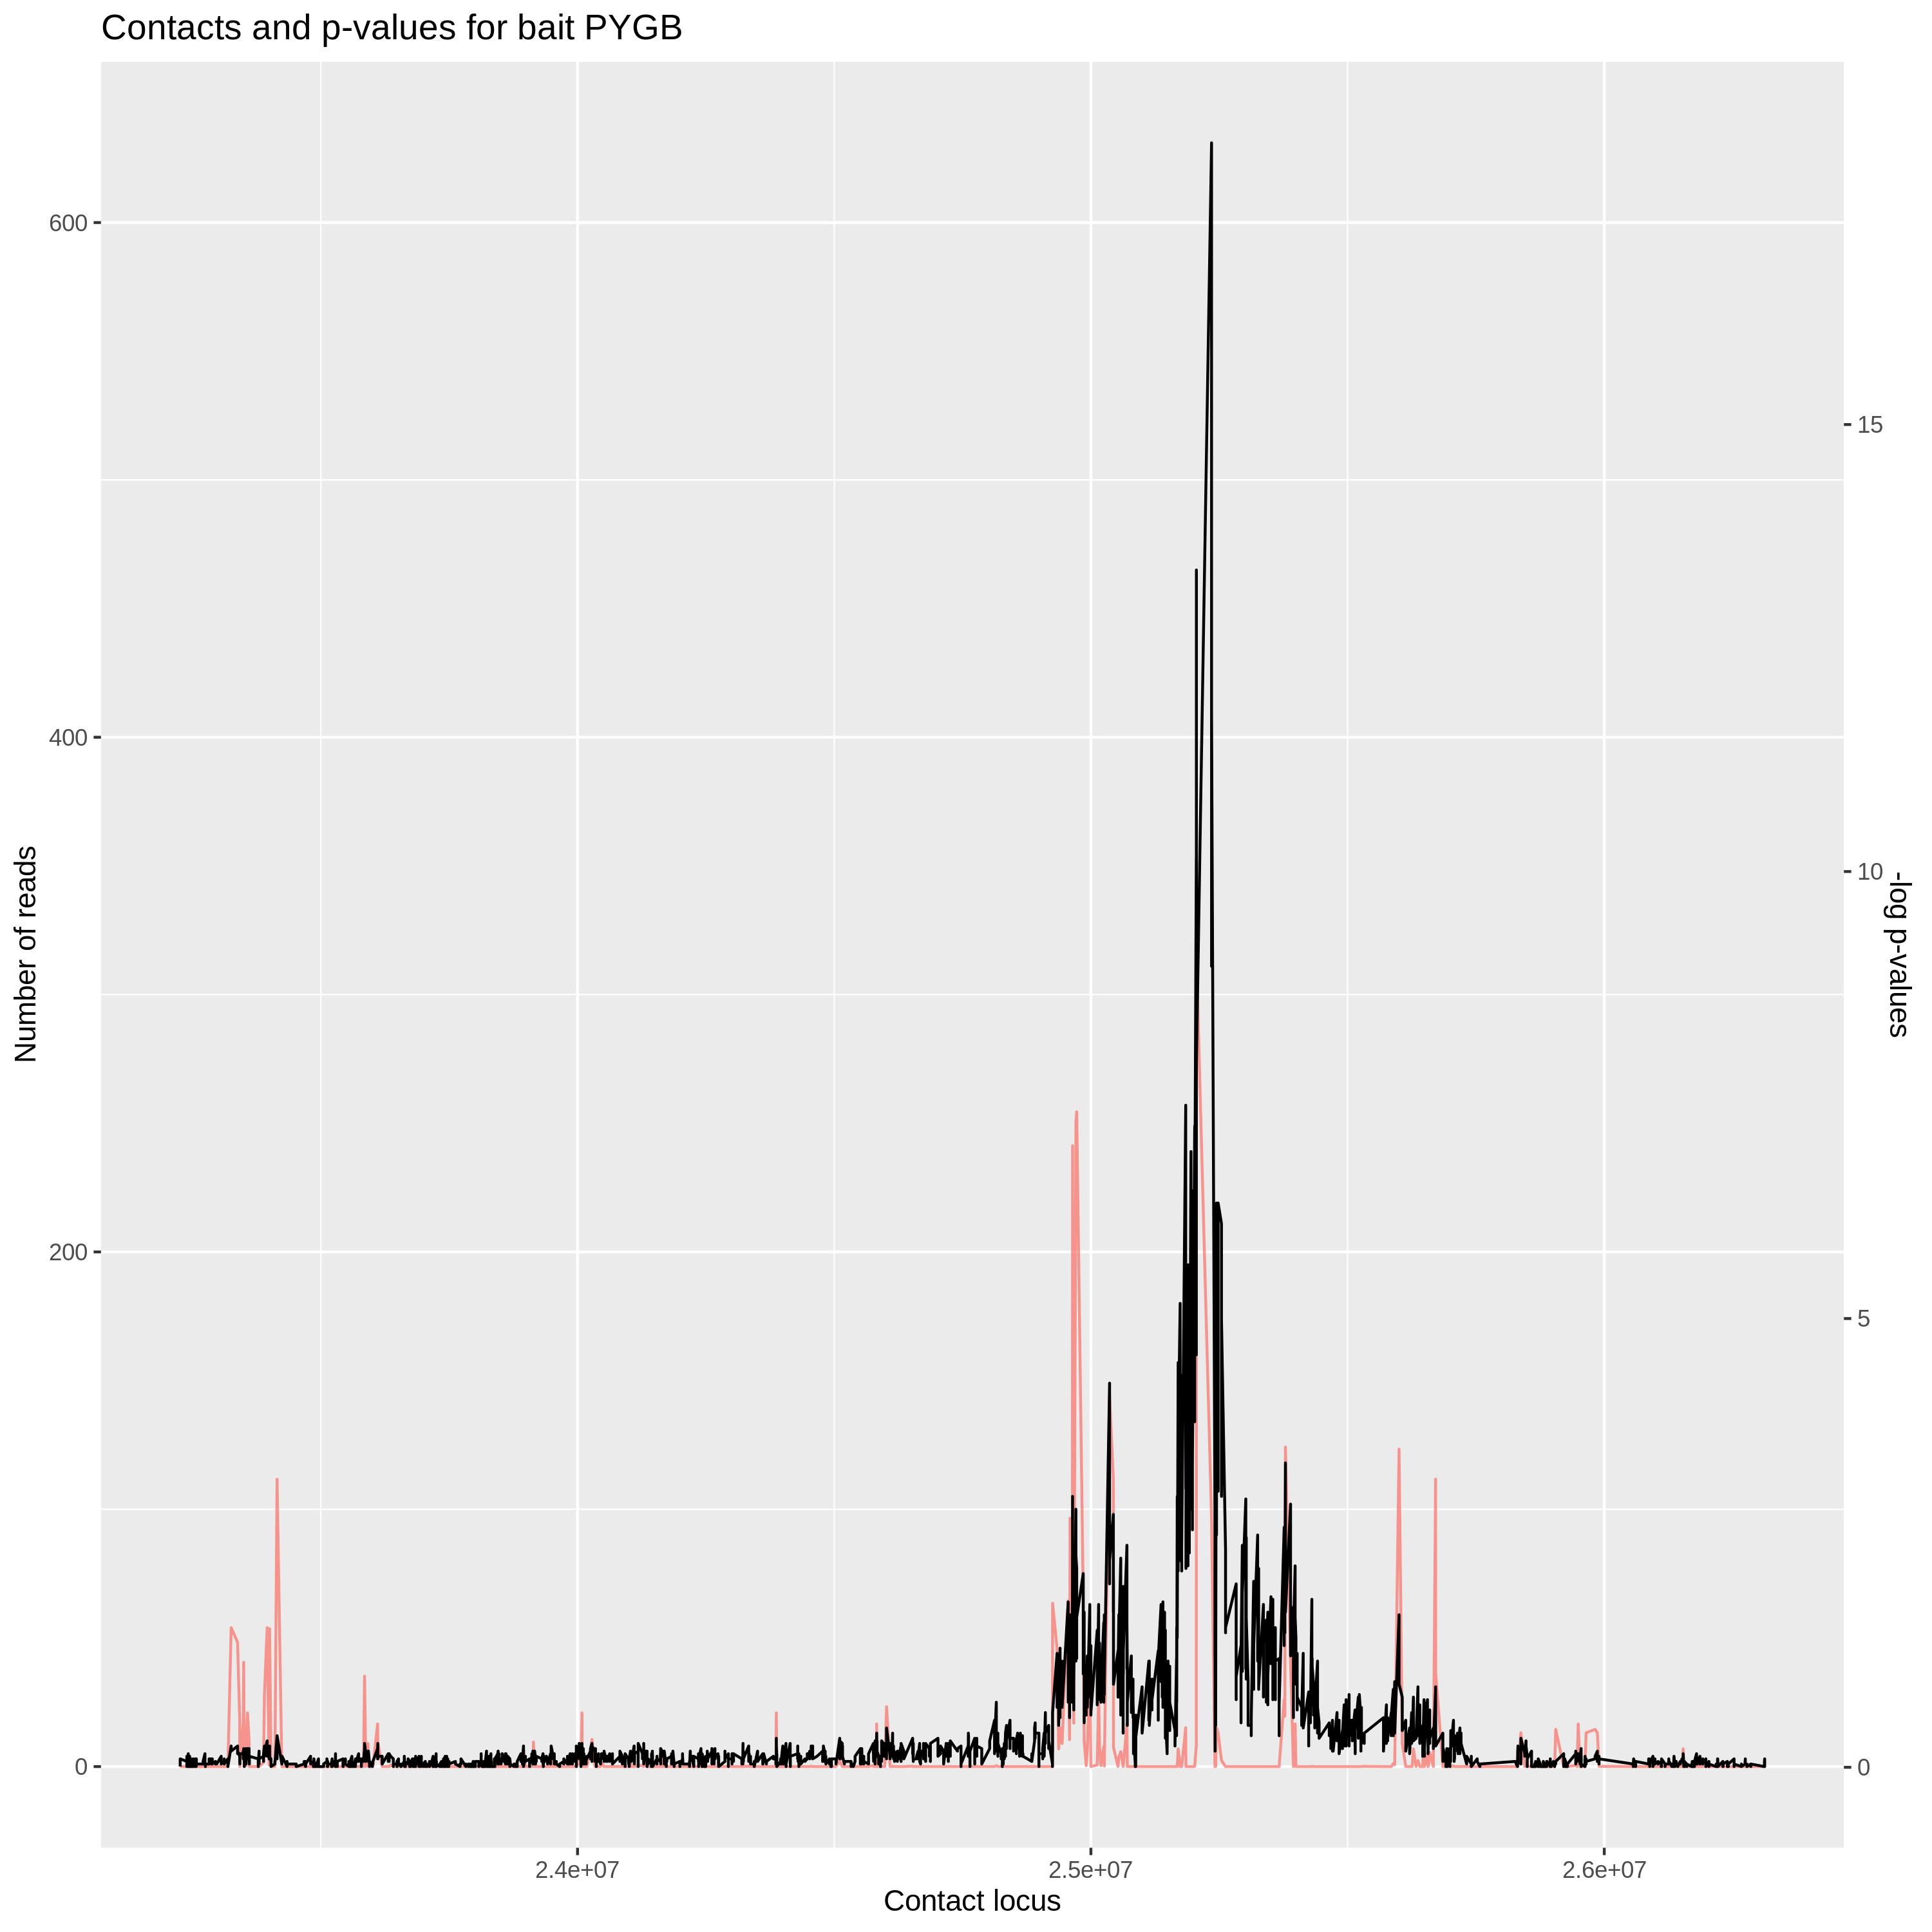 Contacts and p-values for bait PYGB
600
400
200
0
Number of reads
15
10
5
0
-log p-values
2.4e+07
2.5e+07
2.6e+07
Contact locus